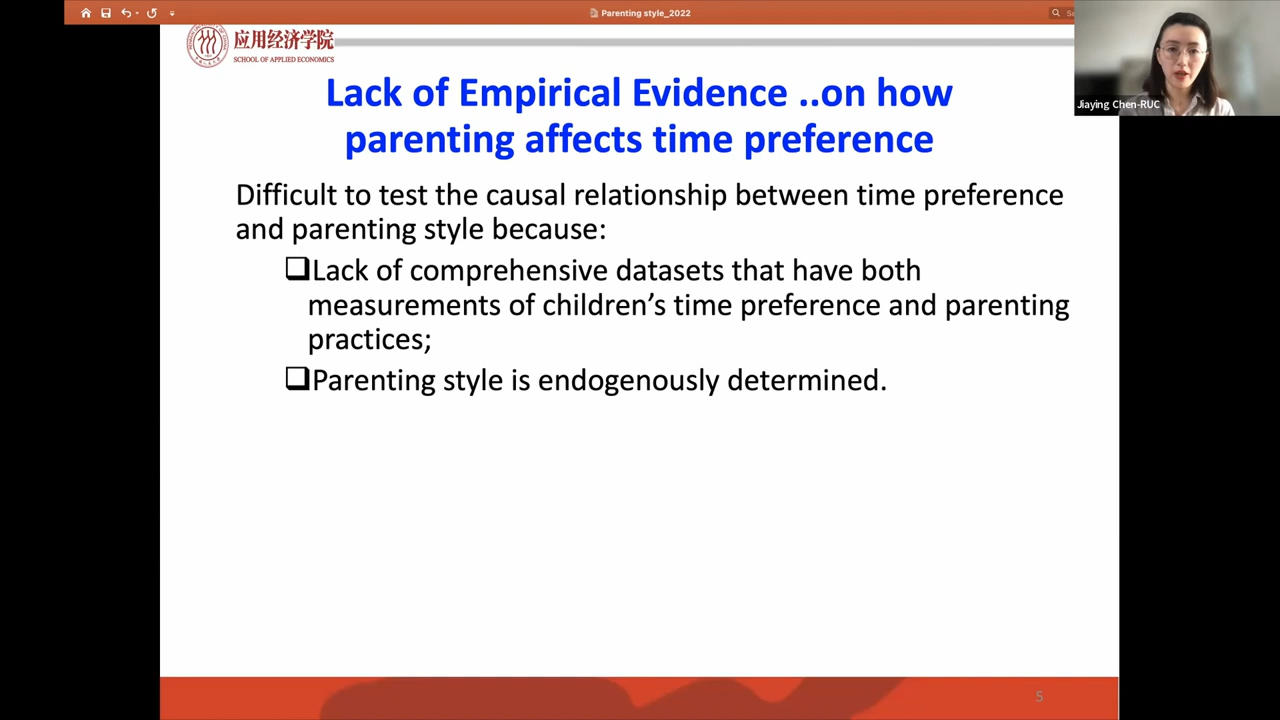 Parenting style_2022
应用经济学院
SCHOOL OF APPLIED ECONOMICS
Jiaying Chen-RUC
Lack of Empirical Evidence ..on how
parenting affects time preference
Difficult to test the causal relationship between time preference
and parenting style because:
Lack of comprehensive datasets that have both
measurements of children’s time preference and parenting
practices;
Parenting style is endogenously determined.
5